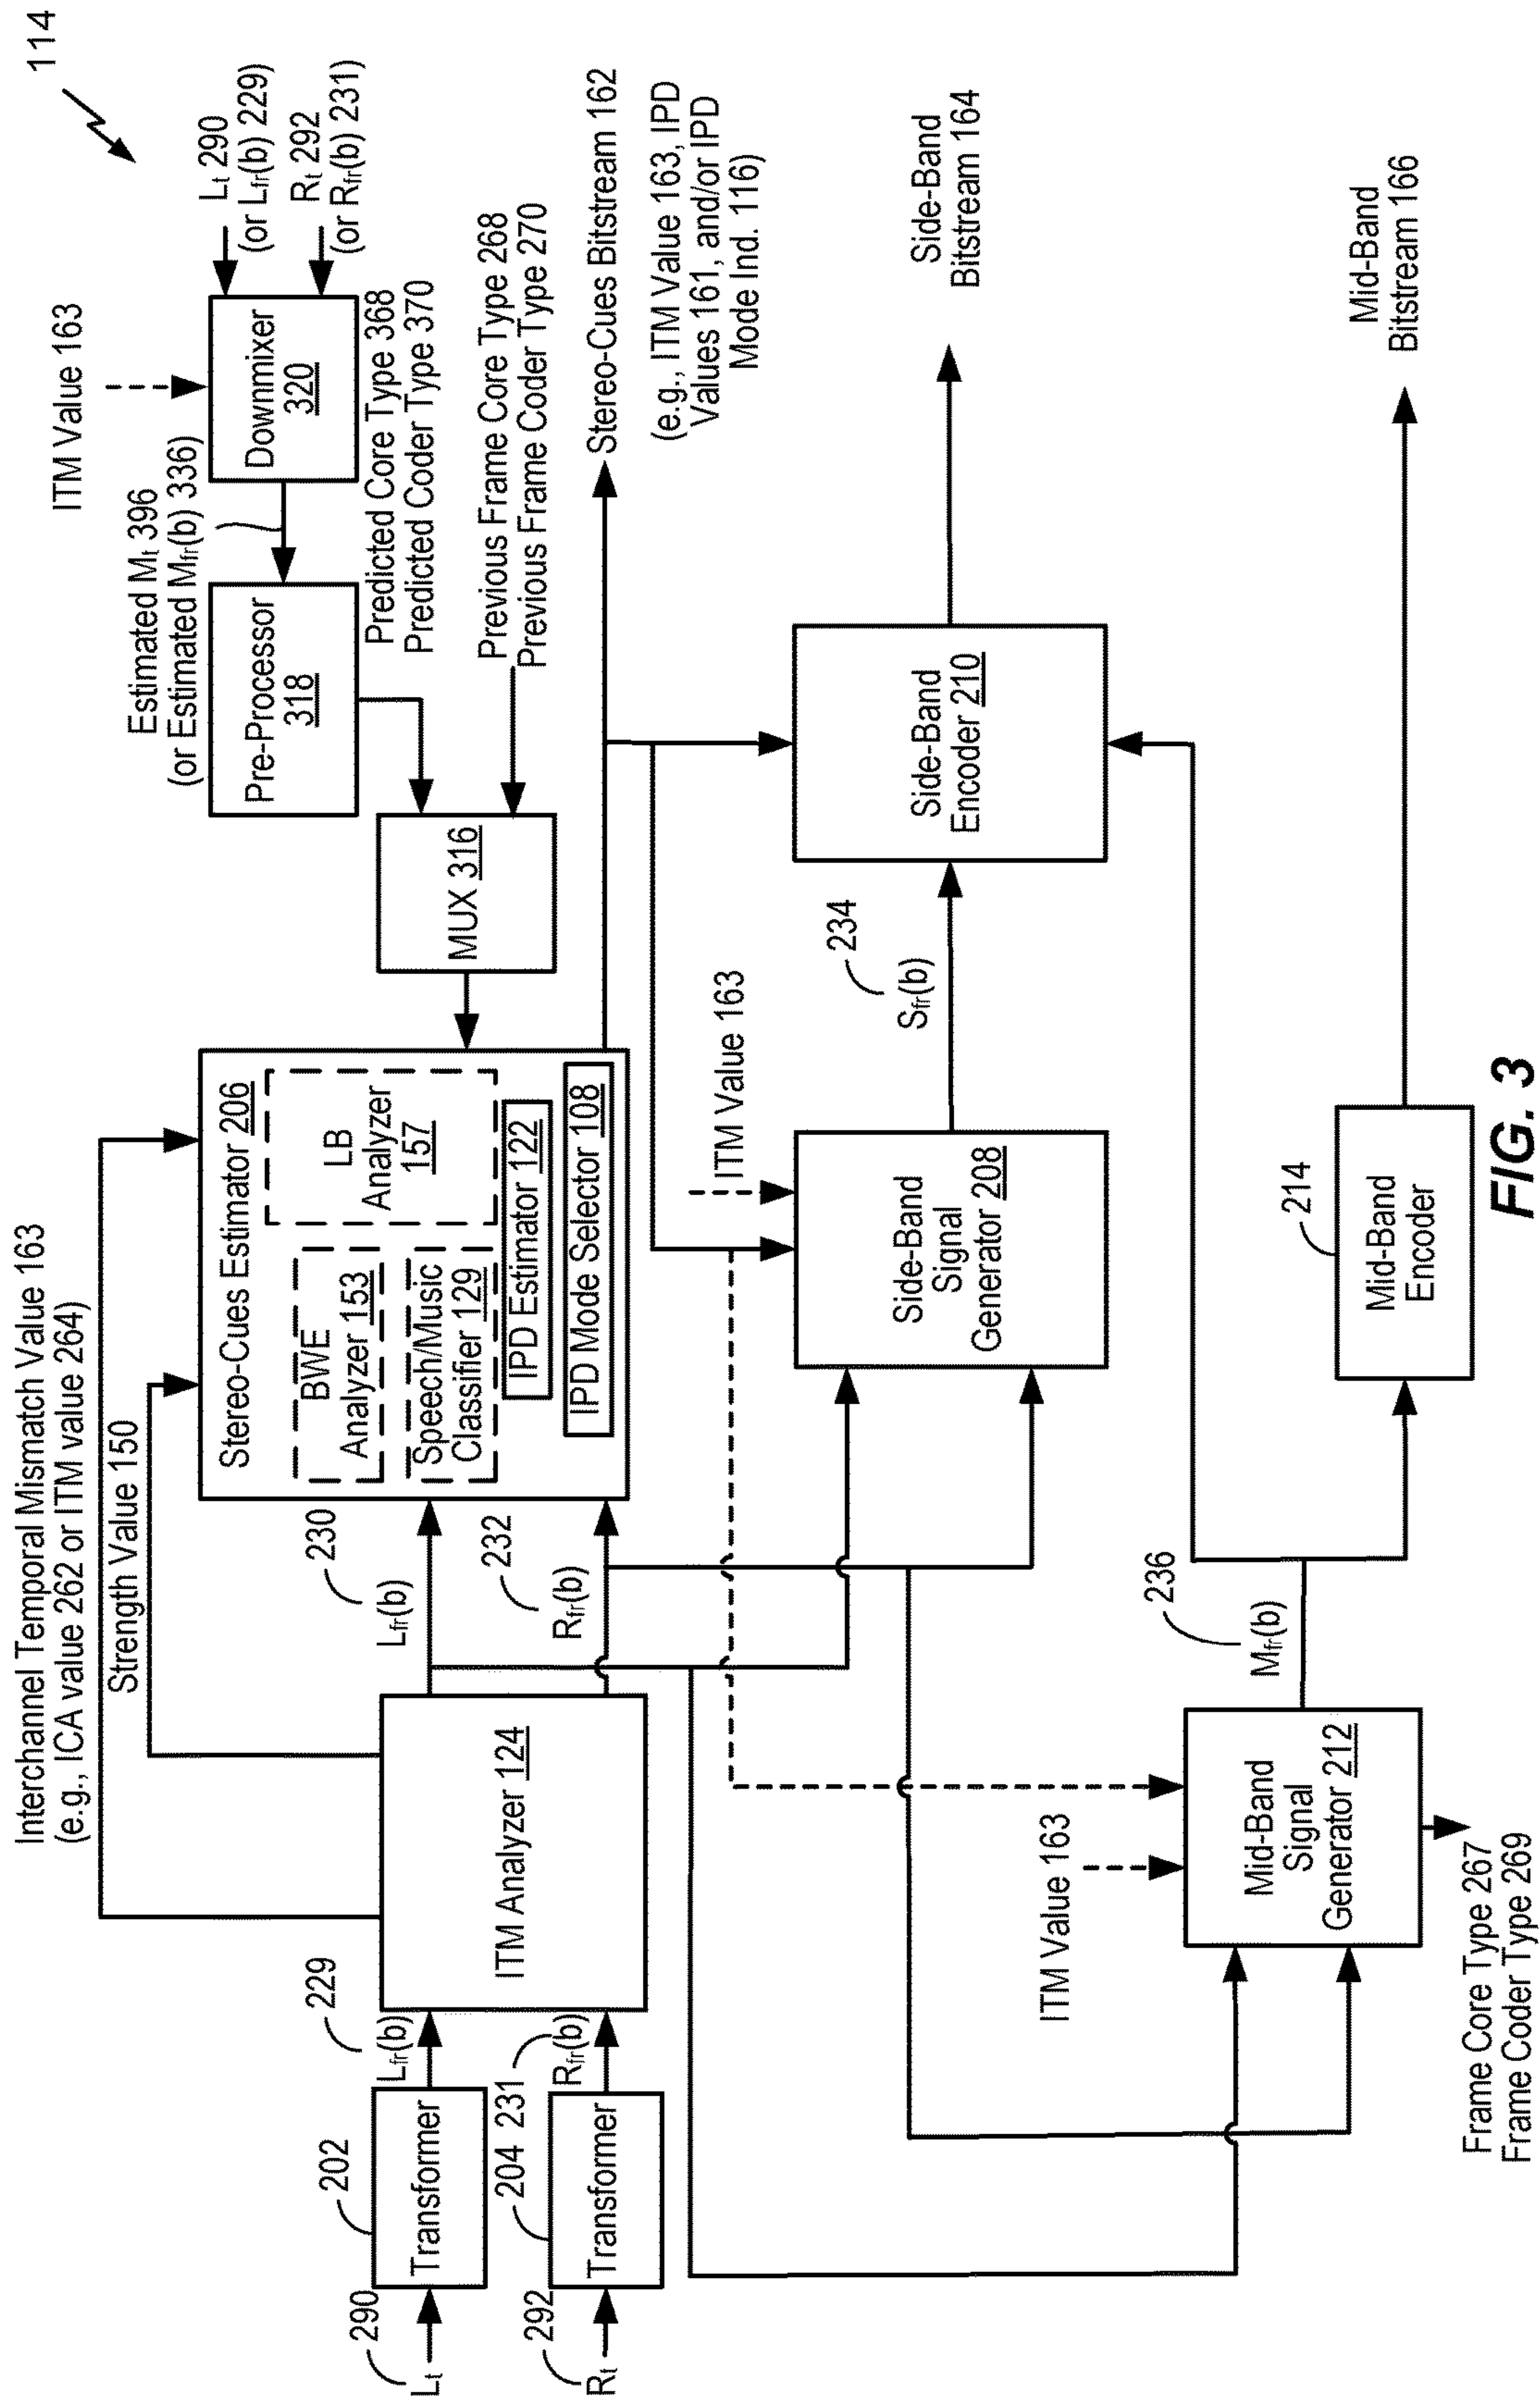 114
Interchannel Temporal Mismatch Value 163
(e.g., ICA value 262 or ITM value 264)
Strength Value 150
ITM Value 163
Lt 290
(or Lfr(b) 229)
Rt 292
(or Rfr(b) 231)
Downmixer
320
Estimated Mt 396
(or Estimated Mfr(b) 336)
Pre-Processor
318
Predicted Core Type 368
Predicted Coder Type 370
Previous Frame Core Type 268
Previous Frame Coder Type 270
MUX 316
290
Lt
202
Transformer
229
Lfr(b)
292
Rt
204
Transformer
231
Rfr(b)
ITM Analyzer 124
230
Lfr(b)
232
Rfr(b)
Stereo-Cues Estimator 206
BWE
Analyzer 153
LB
Analyzer
157
Speech/Music
Classifier 129
IPD Estimator 122
IPD Mode Selector 108
Stereo-Cues Bitstream 162
(e.g., ITM Value 163, IPD
Values 161, and/or IPD
Mode Ind. 116)
ITM Value 163
Side-Band
Signal
Generator 208
234
Sfr(b)
Side-Band
Encoder 210
Side-Band
Bitstream 164
ITM Value 163
Mid-Band
Signal
Generator 212
236
Mfr(b)
Frame Core Type 267
Frame Coder Type 269
214
Mid-Band
Encoder
Mid-Band
Bitstream 166
FIG. 3